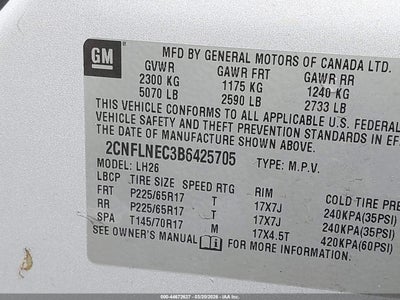 GM
MFD BY GENERAL MOTORS OF CANADA LTD.
GVWR GAWR FRT GAWR RR
2300 KG 1175 KG 1240 KG
5070 LB 2590 LB 2733 LB
THIS VEHICLE CONFORMS TO ALL APPLICABLE U.S. FEDERAL
VEHICLE SAFETY AND THEFT PREVENTION STANDARDS IN EFF
THE DATE OF MANUFACTURE SHOWN ABOVE.
2CNFLNEC3B6425705 TYPE: M.P.V.
MODEL: LH26
LBCP TIRE SIZE SPEED RTG RIM COLD TIRE PRE
FRT P225/65R17 T 17X7J 240KPA(35PSI)
RR P225/65R17 T 17X7J 240KPA(35PSI)
SPA T145/70R17 M 17X4.5T 420KPA(60PSI)
SEE OWNER'S MANUAL